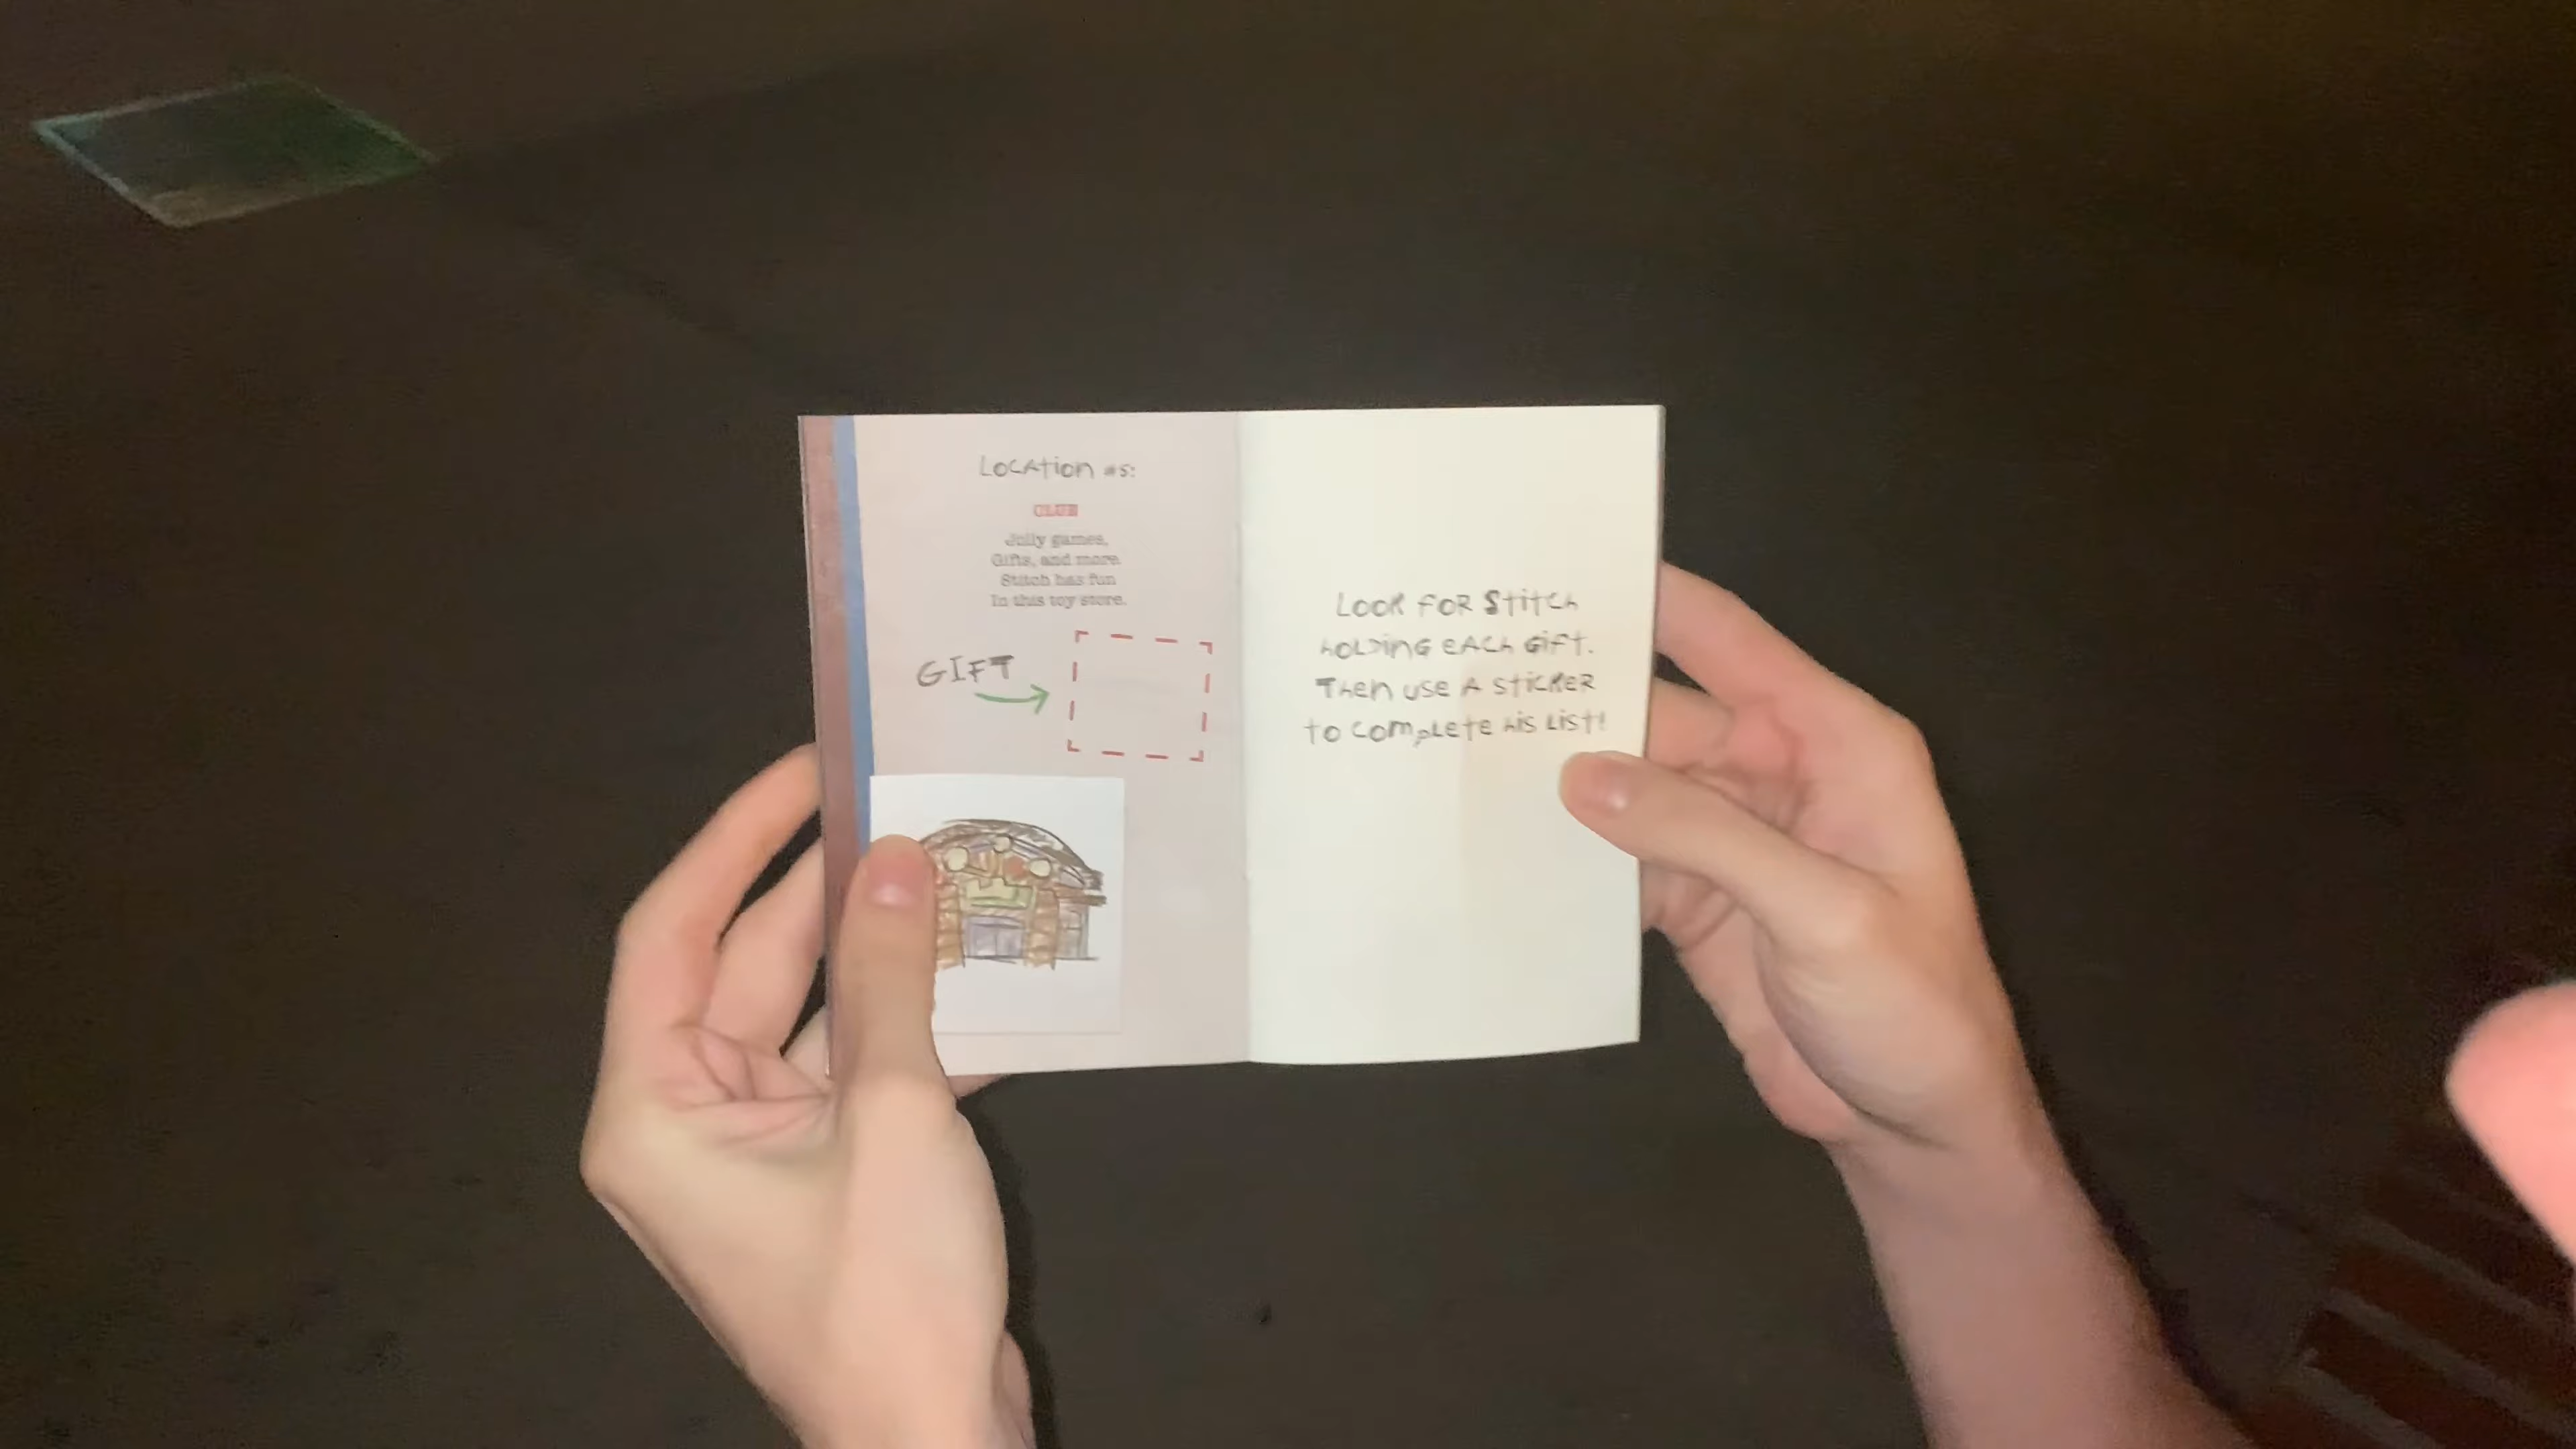 LOCATION #5:
CLUE
Jolly games,
Gifts, and more.
Stitch has fun
In this toy store.
GIFT
LOOK FOR STITCH
HOLDING EACH GIFT.
THEN USE A STICKER
TO COMPLETE HIS LIST!